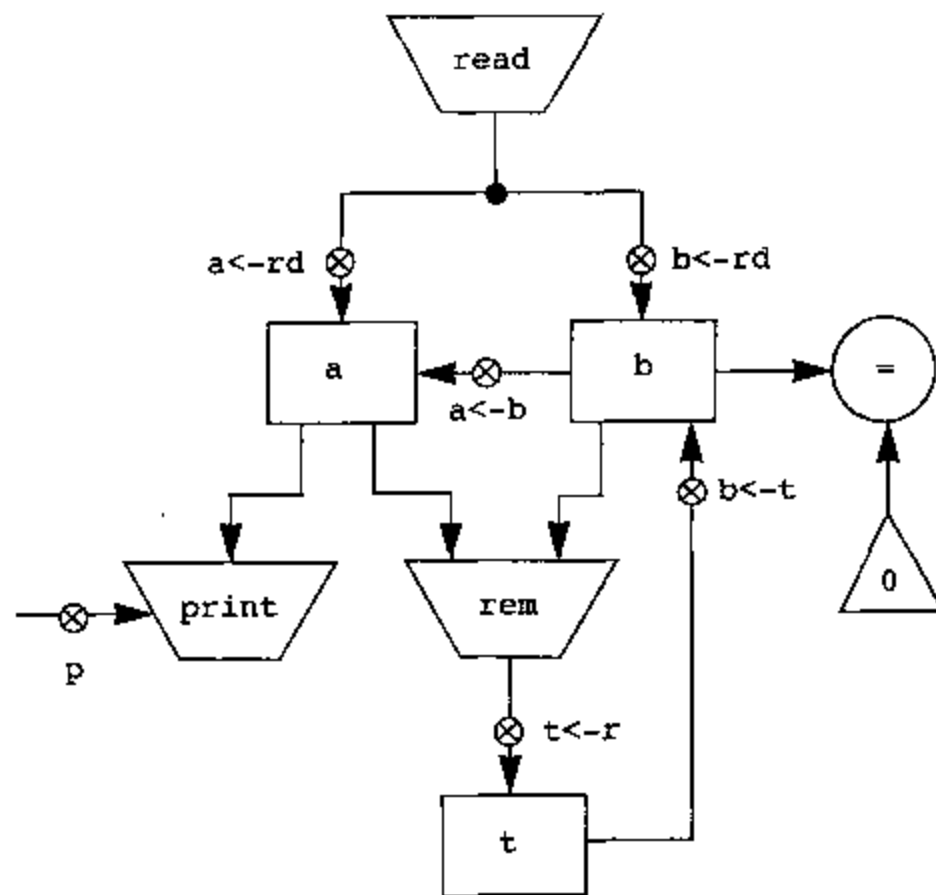 read
a<-rd
b<-rd
a
b
=
a<-b
b<-t
0
print
rem
p
t<-r
t